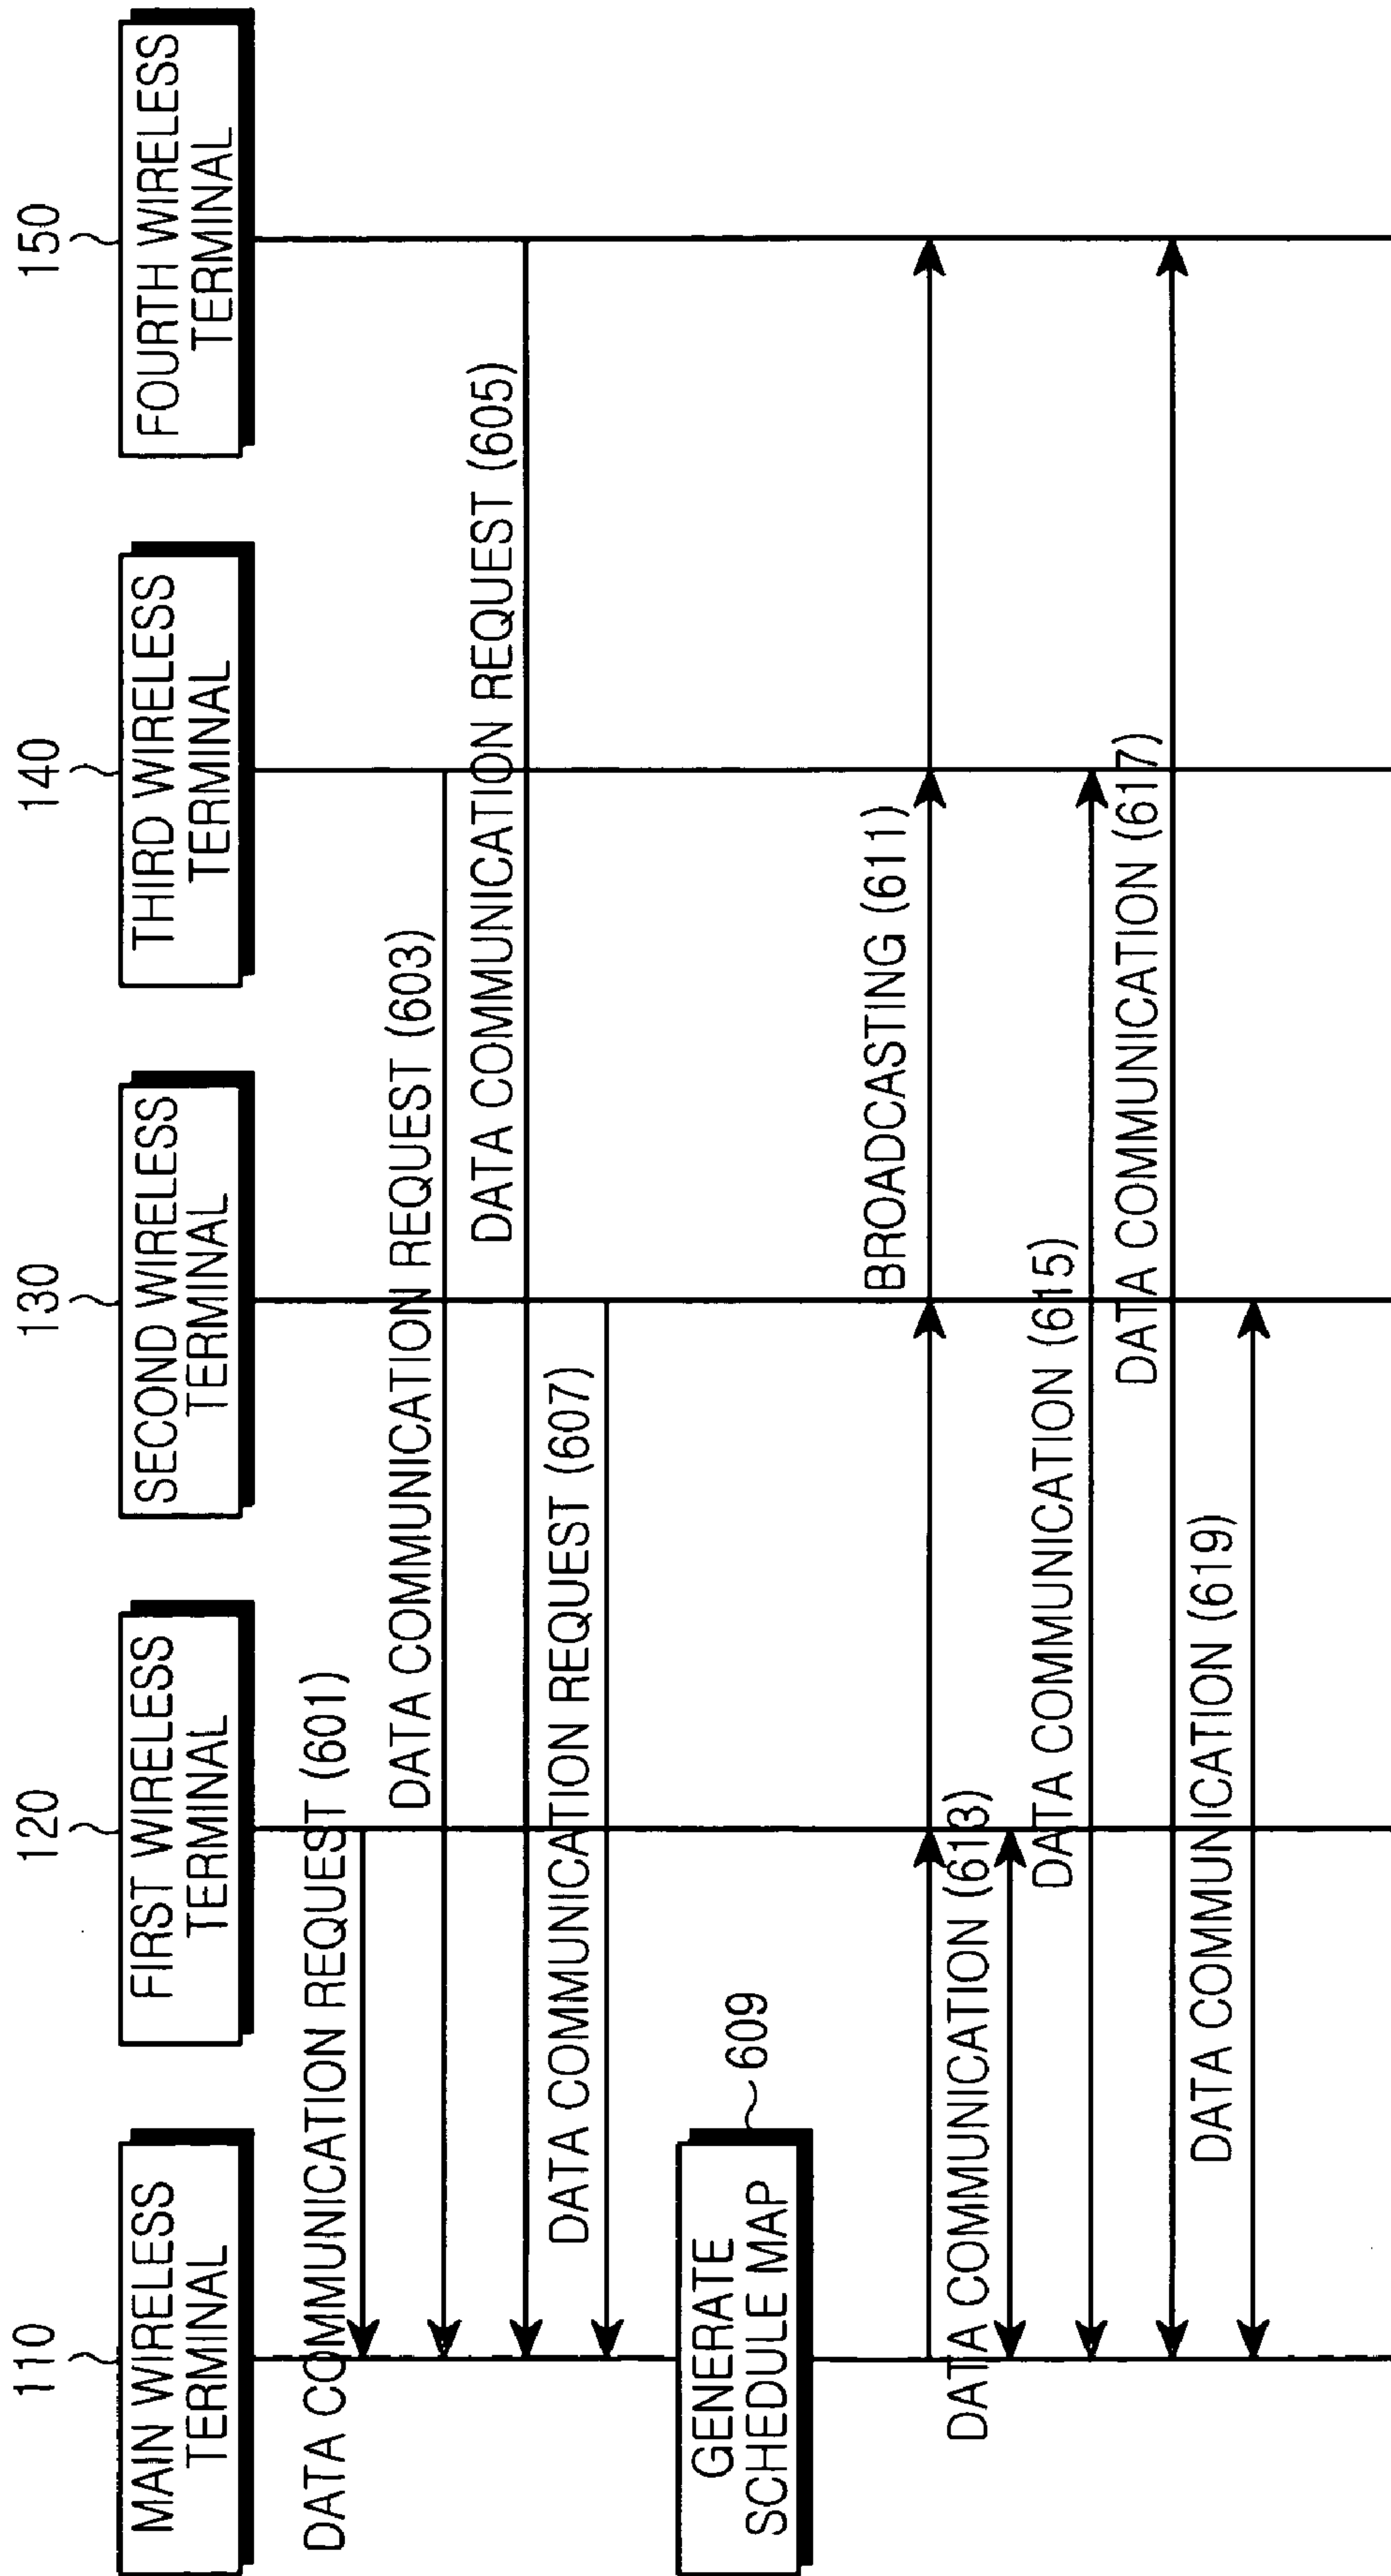 110
120
130
140
150
MAIN WIRELESS
TERMINAL
FIRST WIRELESS
TERMINAL
SECOND WIRELESS
TERMINAL
THIRD WIRELESS
TERMINAL
FOURTH WIRELESS
TERMINAL
DATA COMMUNICATION REQUEST (601)
DATA COMMUNICATION REQUEST (603)
DATA COMMUNICATION REQUEST (605)
DATA COMMUNICATION REQUEST (607)
GENERATE
SCHEDULE MAP
609
BROADCASTING (611)
DATA COMMUNICATION (613)
DATA COMMUNICATION (615)
DATA COMMUNICATION (617)
DATA COMMUNICATION (619)